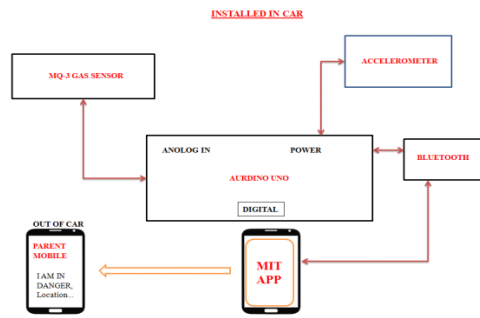 INSTALLED IN CAR
MQ-3 GAS SENSOR
ACCELEROMETER
ANOLOG IN
POWER
AURDINO UNO
BLUETOOTH
DIGITAL
OUT OF CAR
PARENT
MOBILE
I AM IN
DANGER,
Location...
MIT
APP